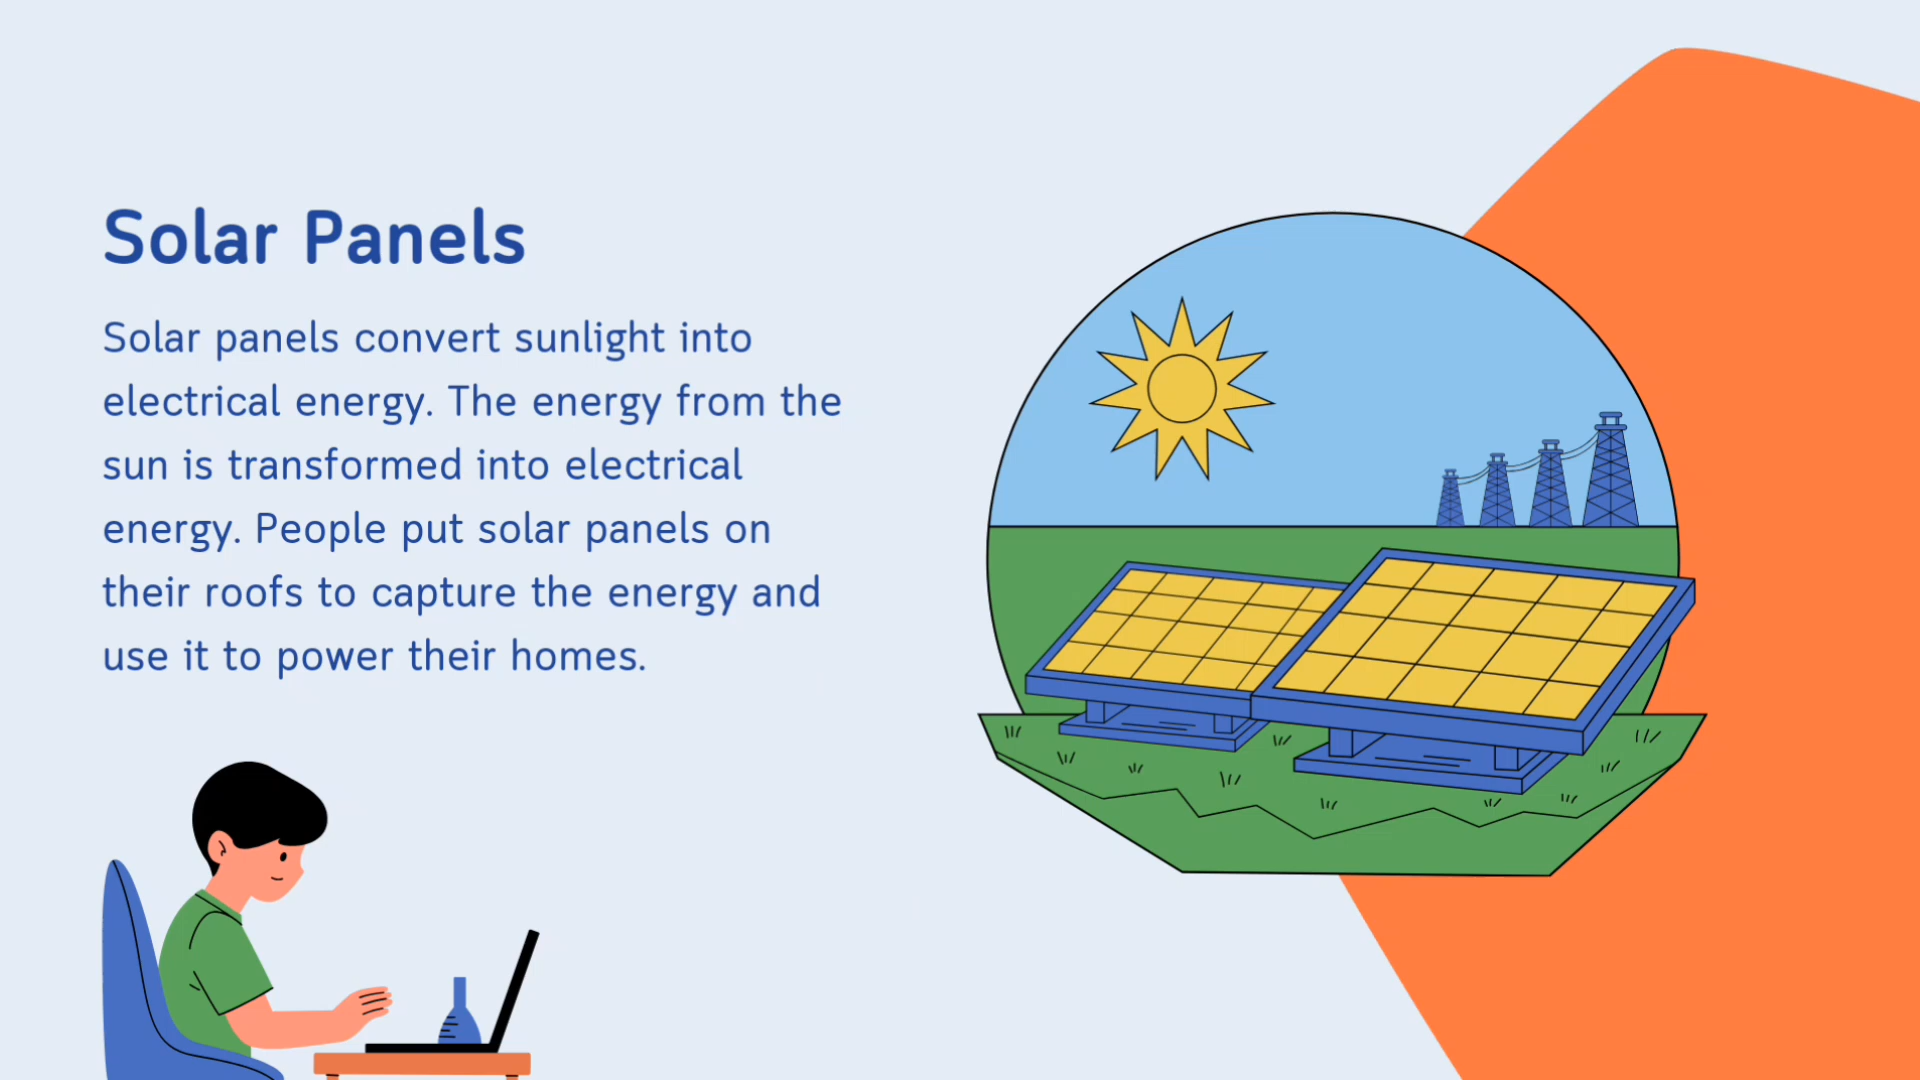 Solar Panels
Solar panels convert sunlight into
electrical energy. The energy from the
sun is transformed into electrical
energy. People put solar panels on
their roofs to capture the energy and
use it to power their homes.